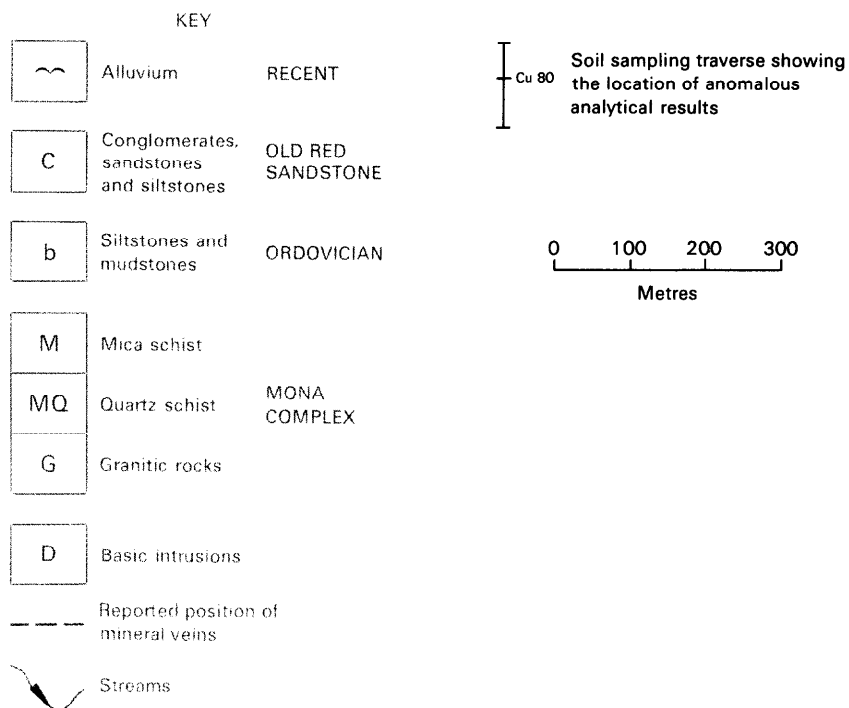 KEY
Alluvium
RECENT
C
Conglomerates,
sandstones
and siltstones
OLD RED
SANDSTONE
b
Siltstones and
mudstones
ORDOVICIAN
M
Mica schist
MQ
Quartz schist
MONA
COMPLEX
G
Granitic rocks
D
Basic intrusions
Reported position of
mineral veins
Streams
Cu 80
Soil sampling traverse showing
the location of anomalous
analytical results
0 100 200 300
Metres